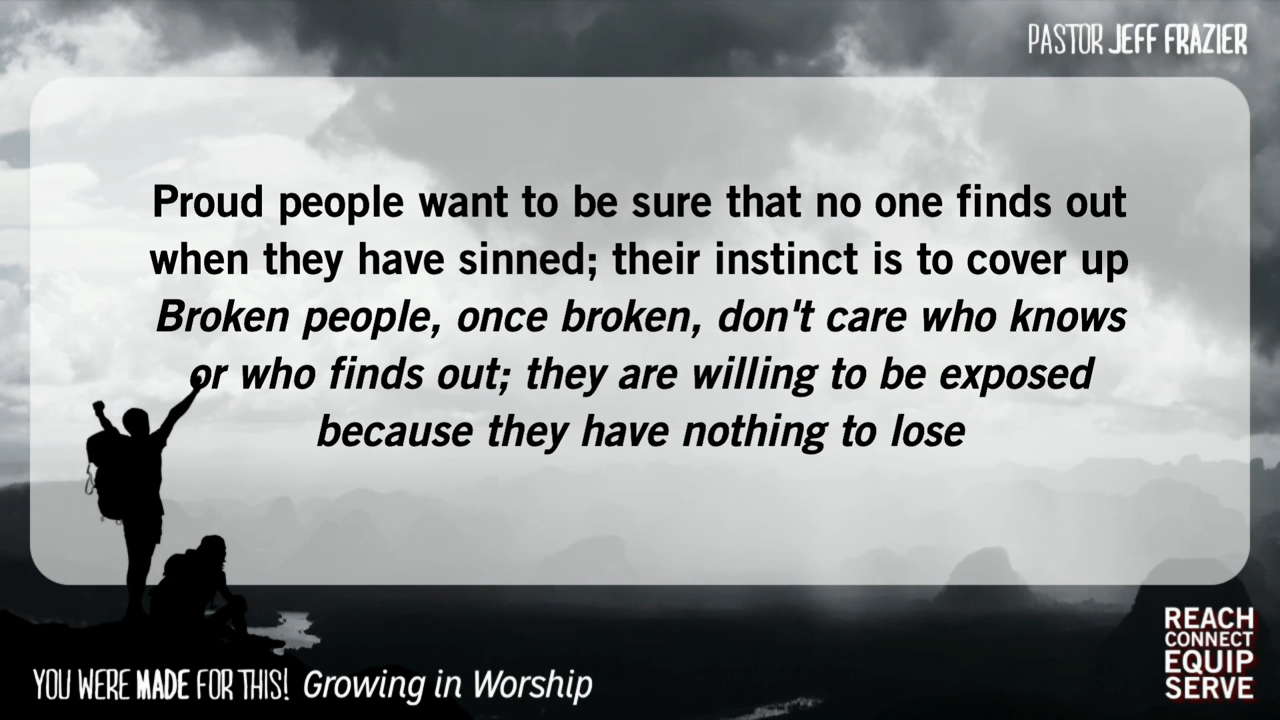 PASTOR JEFF FRAZIER
Proud people want to be sure that no one finds out
when they have sinned; their instinct is to cover up
Broken people, once broken, don't care who knows
or who finds out; they are willing to be exposed
because they have nothing to lose
REACH
CONNECT
EQUIP
SERVE
YOU WERE MADE FOR THIS! Growing in Worship